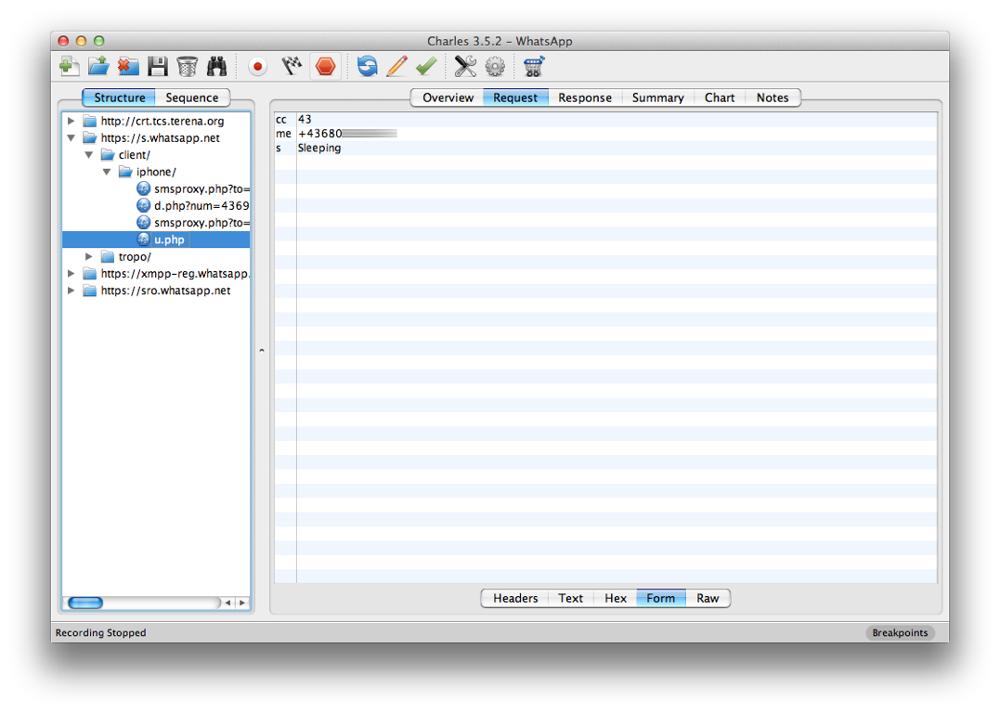 Charles 3.5.2 – WhatsApp
Structure Sequence
Overview Request Response Summary Chart Notes
http://crt.tcs.terena.org
https://s.whatsapp.net
client/
iphone/
smsproxy.php?to=
d.php?num=4369
smsproxy.php?to=
u.php
tropo/
https://xmpp-reg.whatsapp.
https://sro.whatsapp.net
cc 43
me +43680
s Sleeping
Headers Text Hex Form Raw
Recording Stopped
Breakpoints